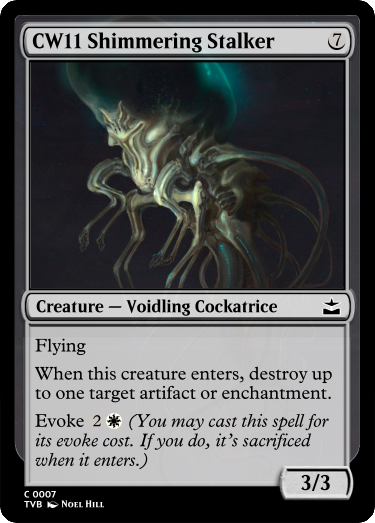 CW11 Shimmering Stalker 7
Creature — Voidling Cockatrice
Flying
When this creature enters, destroy up
to one target artifact or enchantment.
Evoke 2 (You may cast this spell for
its evoke cost. If you do, it's sacrificed
when it enters.)
3/3
C 0007
TVB Noel Hill